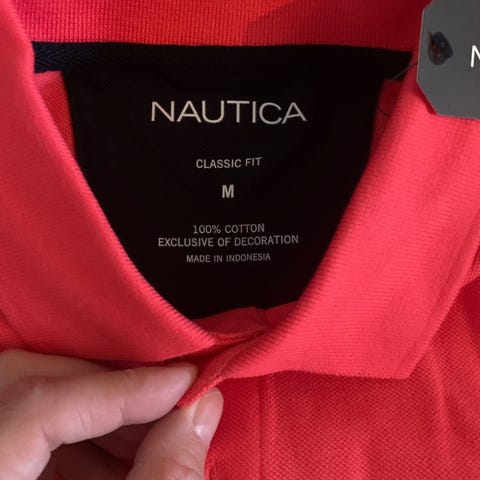 NAUTICA
CLASSIC FIT
M
100% COTTON
EXCLUSIVE OF DECORATION
MADE IN INDONESIA
N